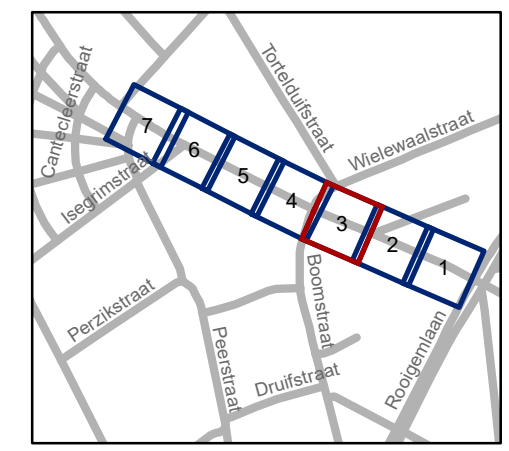 Tortelduifstraat
Cantecleerstraat
Wielewaalstraat
7
6
5
Isegrimstraat
4
3
2
1
Boomstraat
Perzikstraat
Peerstraat
Rooigemlaan
Druifstraat